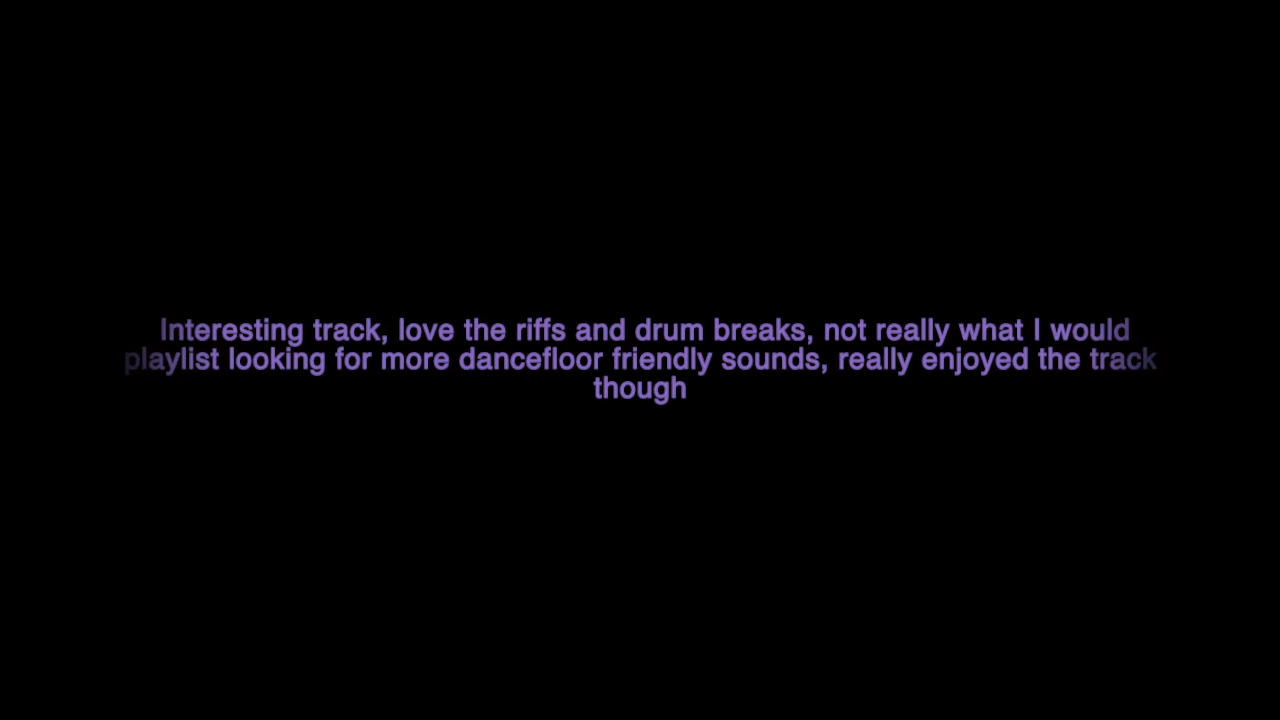 Interesting track, love the riffs and drum breaks, not really what I would
playlist looking for more dancefloor friendly sounds, really enjoyed the track
though